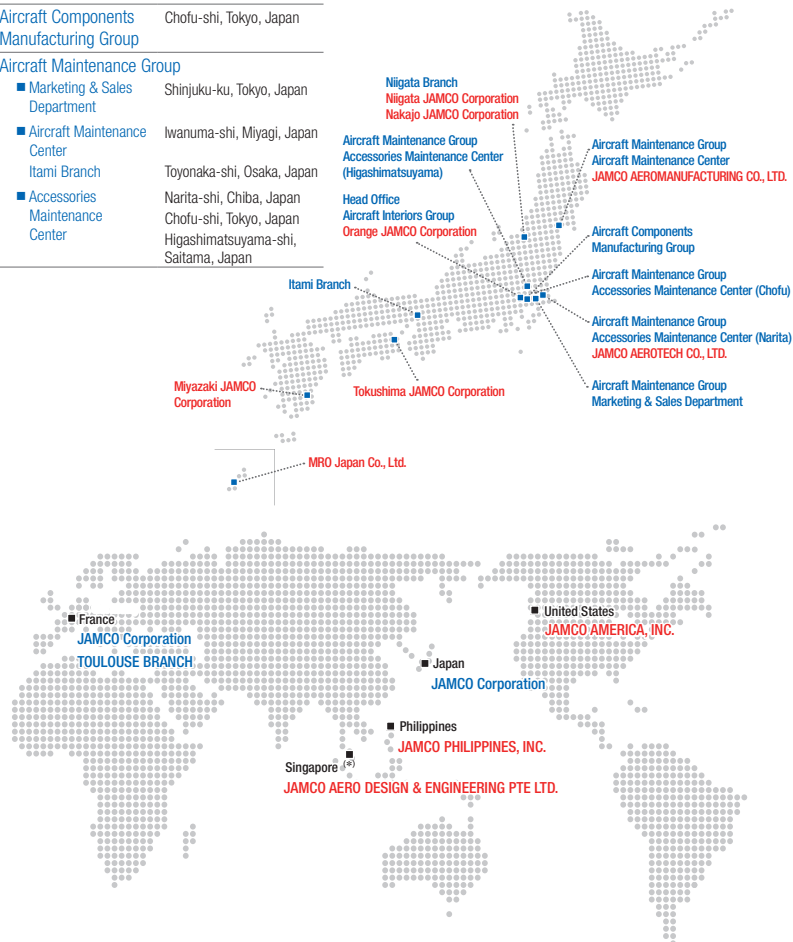 Aircraft Components Chofu-shi, Tokyo, Japan
Manufacturing Group
Aircraft Maintenance Group
■ Marketing & Sales Shinjuku-ku, Tokyo, Japan
Department
■ Aircraft Maintenance Iwanuma-shi, Miyagi, Japan
Center
Itami Branch Toyonaka-shi, Osaka, Japan
■ Accessories Narita-shi, Chiba, Japan
Maintenance Chofu-shi, Tokyo, Japan
Center Higashimatsuyama-shi,
Saitama, Japan
Niigata Branch
Niigata JAMCO Corporation
Nakajo JAMCO Corporation
Aircraft Maintenance Group
Accessories Maintenance Center
(Higashimatsuyama)
Head Office
Aircraft Interiors Group
Orange JAMCO Corporation
Itami Branch
Aircraft Maintenance Group
Aircraft Maintenance Center
JAMCO AEROMANUFACTURING CO., LTD.
Aircraft Components
Manufacturing Group
Aircraft Maintenance Group
Accessories Maintenance Center (Chofu)
Aircraft Maintenance Group
Accessories Maintenance Center (Narita)
JAMCO AEROTECH CO., LTD.
Aircraft Maintenance Group
Marketing & Sales Department
Miyazaki JAMCO
Corporation
Tokushima JAMCO Corporation
MRO Japan Co., Ltd.
France
JAMCO Corporation
TOULOUSE BRANCH
United States
JAMCO AMERICA, INC.
Japan
JAMCO Corporation
Philippines
JAMCO PHILIPPINES, INC.
Singapore (*)
JAMCO AERO DESIGN & ENGINEERING PTE LTD.